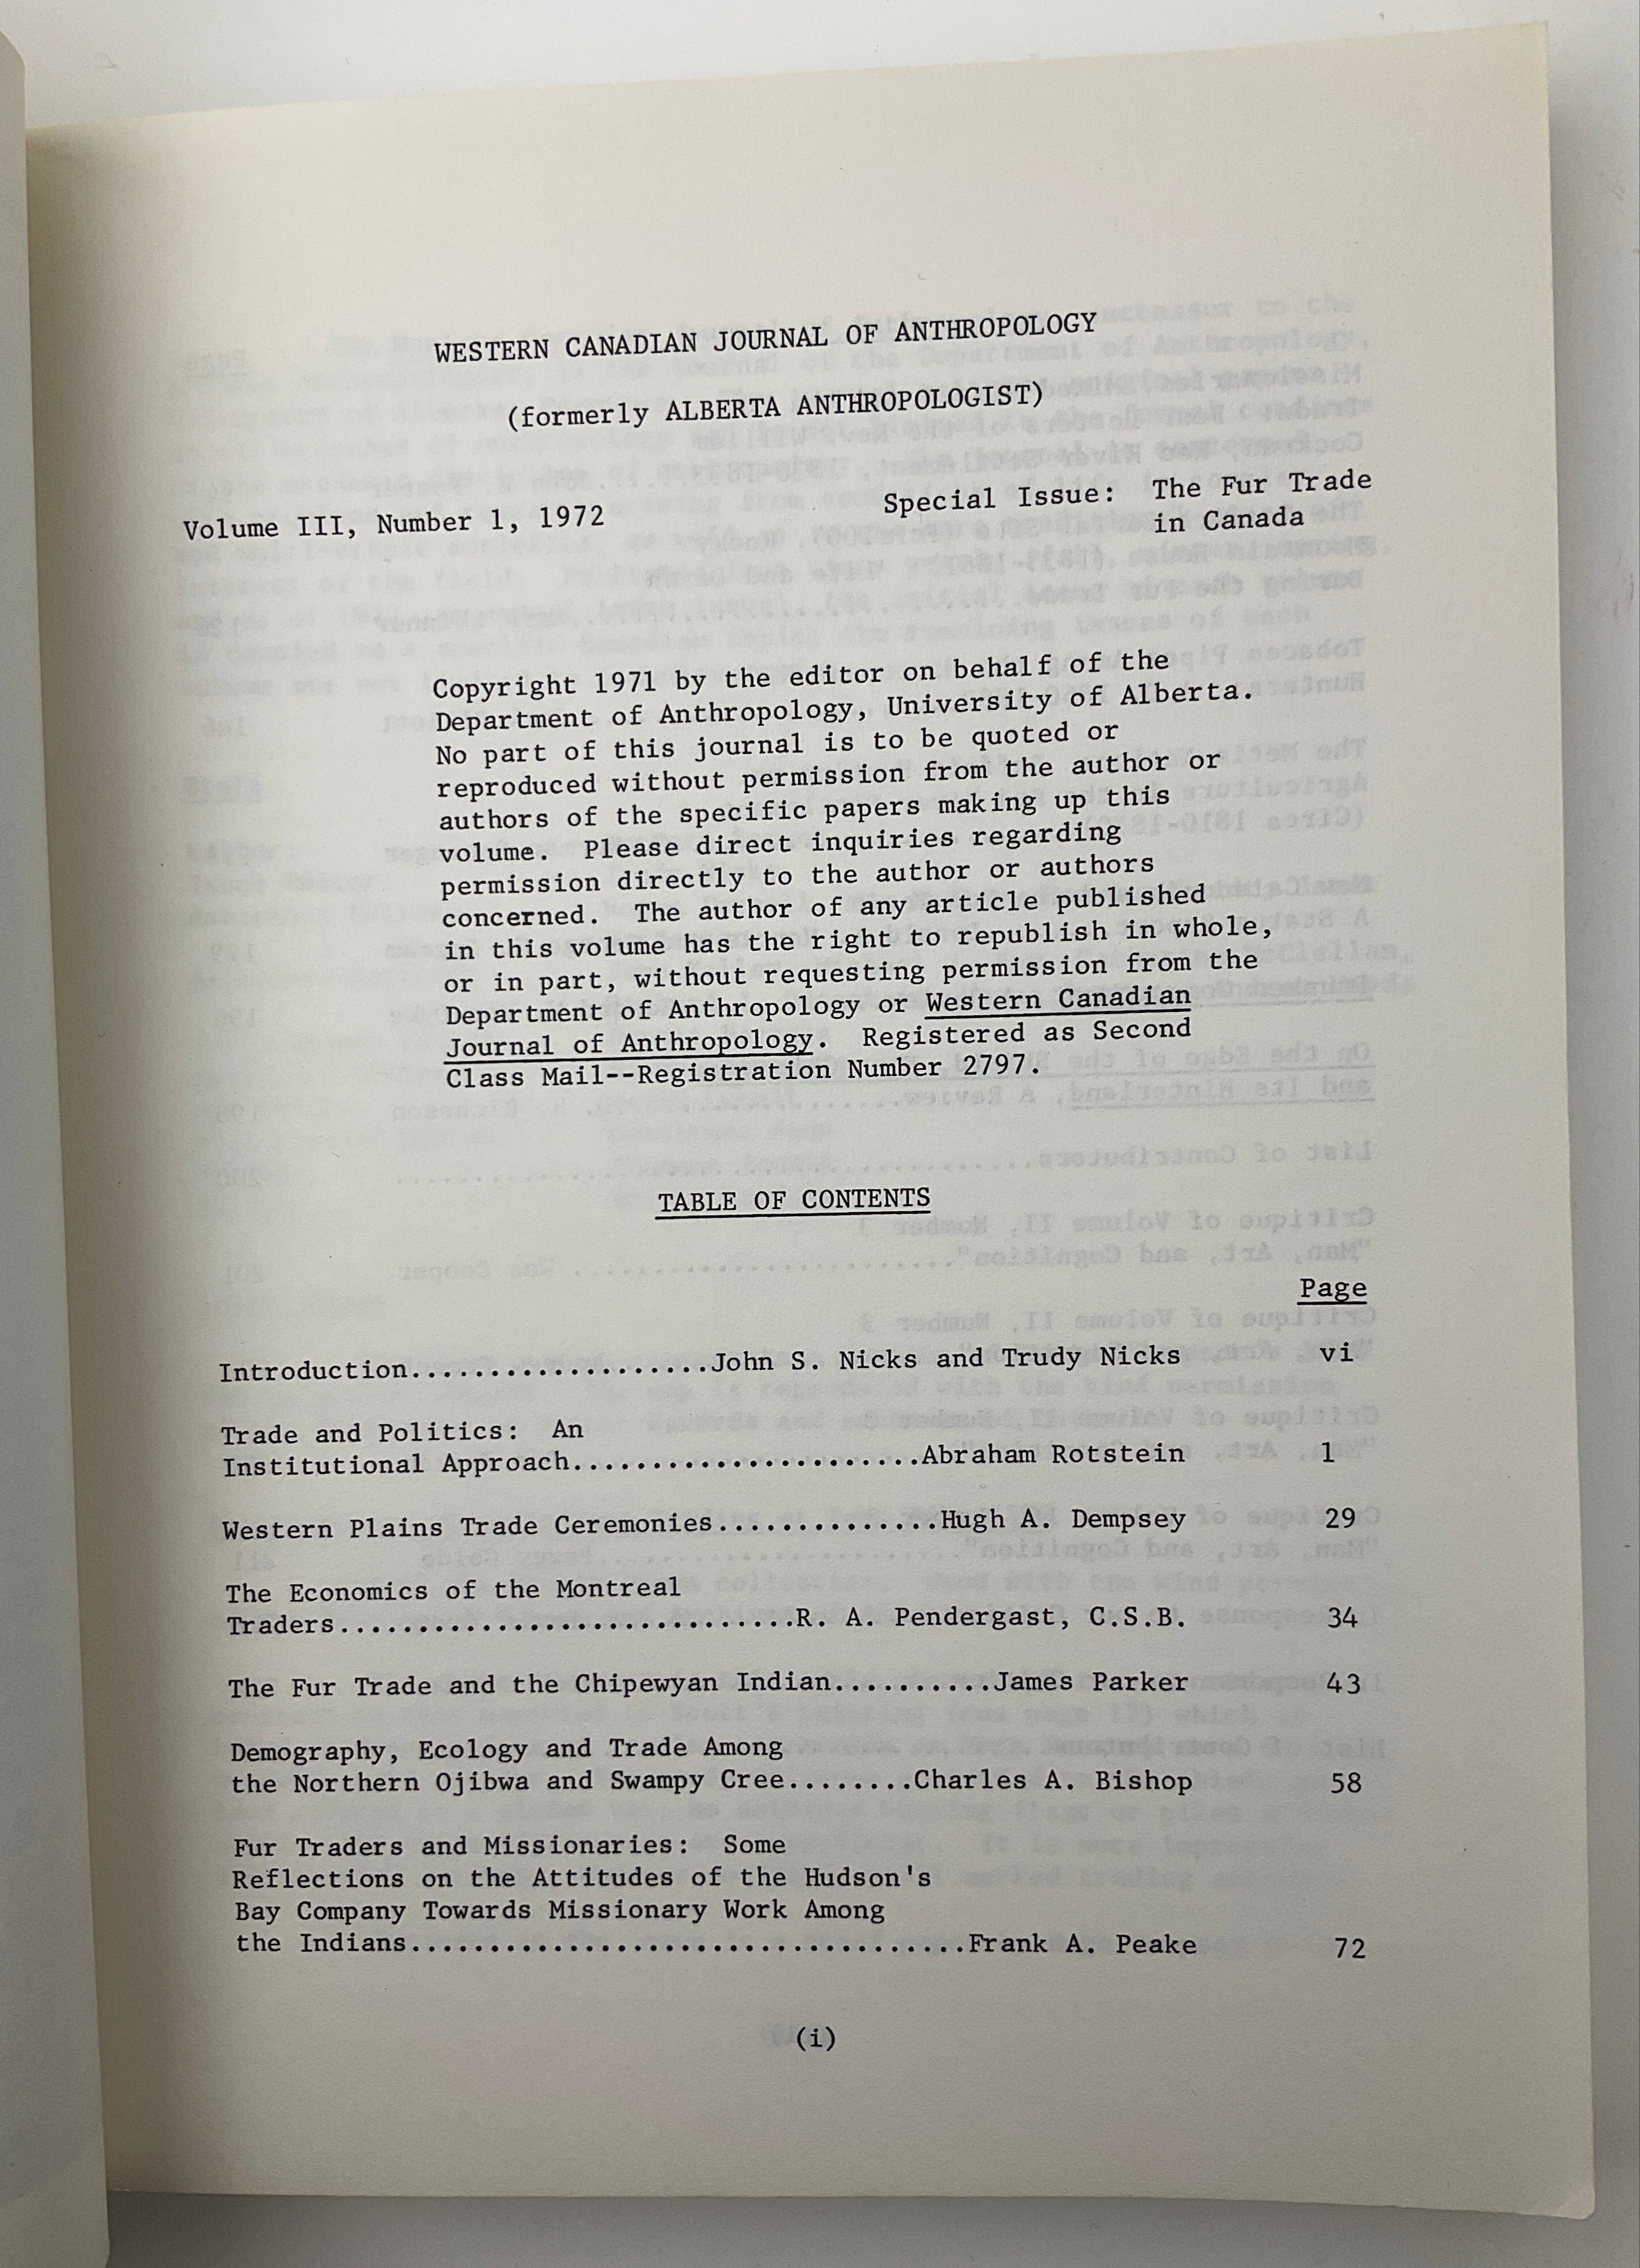 WESTERN CANADIAN JOURNAL OF ANTHROPOLOGY
(formerly ALBERTA ANTHROPOLOGIST)
Volume III, Number 1, 1972
Special Issue: The Fur Trade
in Canada
Copyright 1971 by the editor on behalf of the
Department of Anthropology, University of Alberta.
No part of this journal is to be quoted or
reproduced without permission from the author or
authors of the specific papers making up this
volume. Please direct inquiries regarding
permission directly to the author or authors
concerned. The author of any article published
in this volume has the right to republish in whole,
or in part, without requesting permission from the
Department of Anthropology or Western Canadian
Journal of Anthropology. Registered as Second
Class Mail--Registration Number 2797.
TABLE OF CONTENTS
Page
Introduction...................John S. Nicks and Trudy Nicks vi
Trade and Politics: An
Institutional Approach......................Abraham Rotstein 1
Western Plains Trade Ceremonies..............Hugh A. Dempsey 29
The Economics of the Montreal
Traders.............................R. A. Pendergast, C.S.B. 34
The Fur Trade and the Chipewyan Indian..........James Parker 43
Demography, Ecology and Trade Among
the Northern Ojibwa and Swampy Cree........Charles A. Bishop 58
Fur Traders and Missionaries: Some
Reflections on the Attitudes of the Hudson's
Bay Company Towards Missionary Work Among
the Indians...................................Frank A. Peake 72
(i)